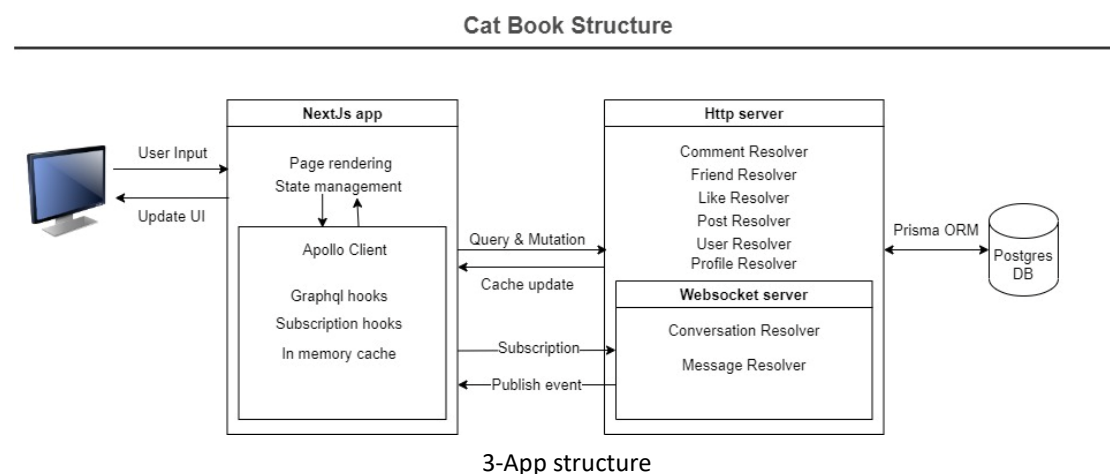 Cat Book Structure
NextJs app
Http server
User Input
Update UI
Page rendering
State management
Apollo Client
Graphql hooks
Subscription hooks
In memory cache
Query & Mutation
Cache update
Subscription
Publish event
Comment Resolver
Friend Resolver
Like Resolver
Post Resolver
User Resolver
Profile Resolver
Websocket server
Conversation Resolver
Message Resolver
Prisma ORM
Postgres
DB
3-App structure